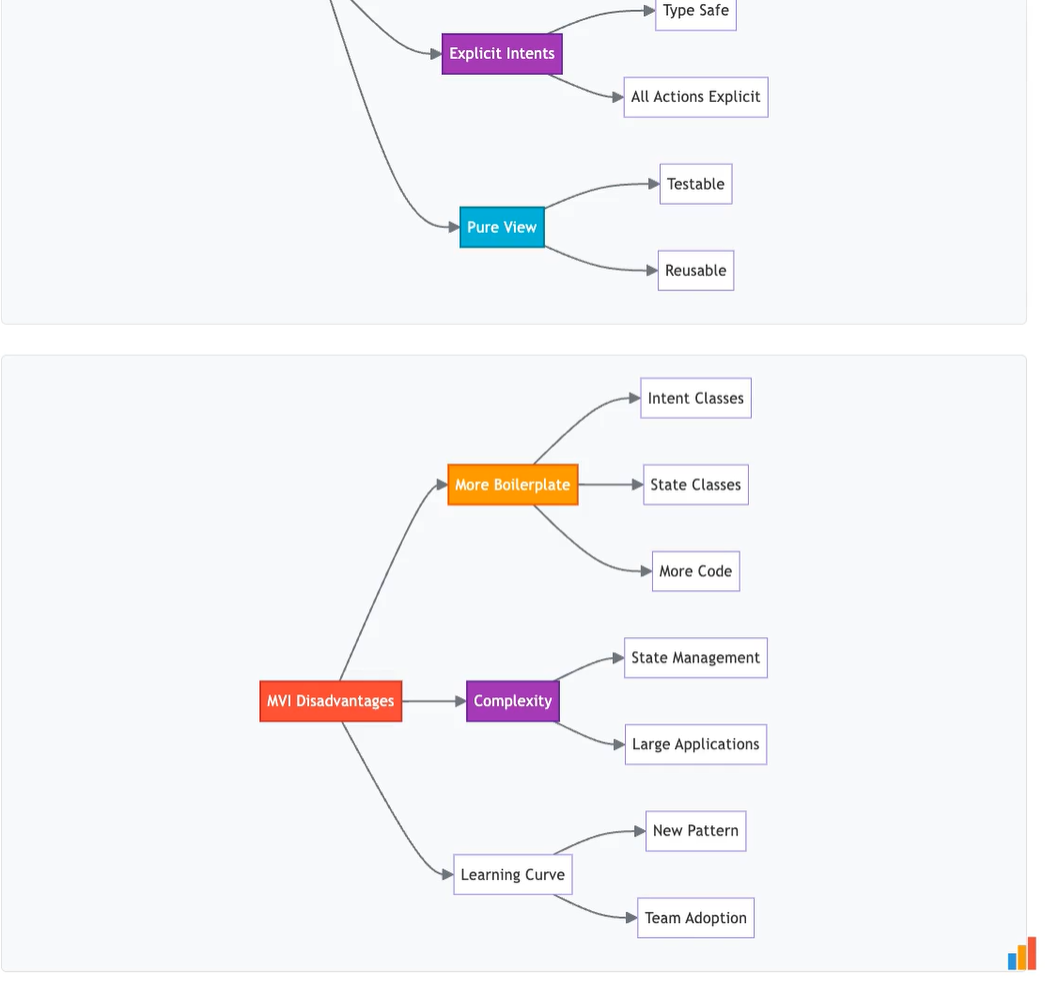 Type Safe
Explicit Intents
All Actions Explicit
Testable
Pure View
Reusable
Intent Classes
More Boilerplate
State Classes
More Code
State Management
MVI Disadvantages
Complexity
Large Applications
New Pattern
Learning Curve
Team Adoption